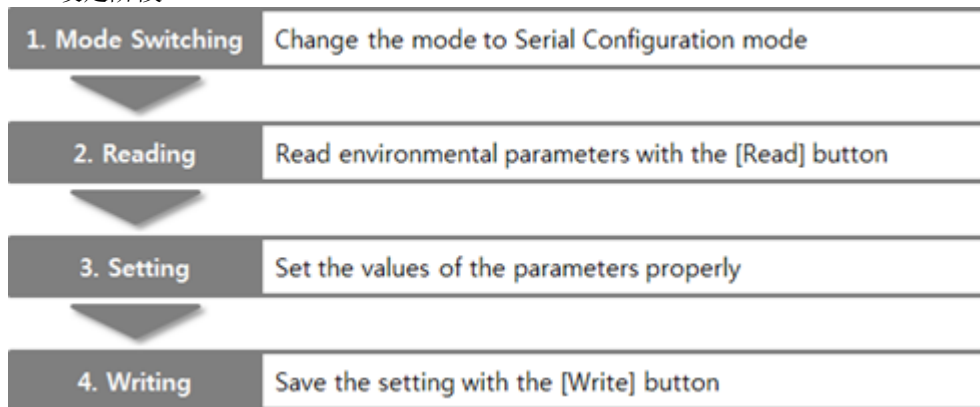 1. Mode Switching Change the mode to Serial Configuration mode
2. Reading Read environmental parameters with the [Read] button
3. Setting Set the values of the parameters properly
4. Writing Save the setting with the [Write] button